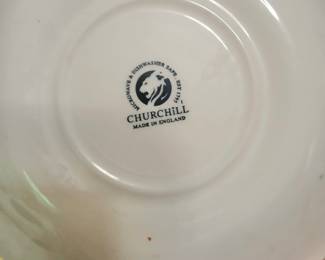 MICROWAVE & DISHWASHER SAFE EST 1795
CHURCHiLL
MADE IN ENGLAND